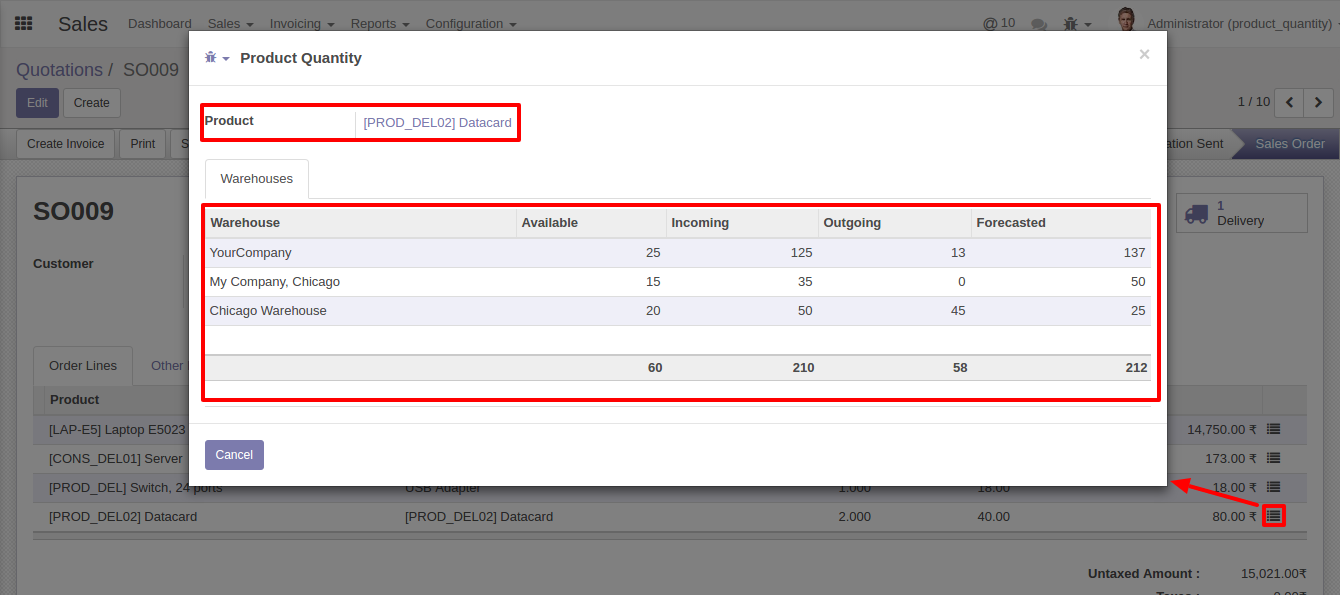 Sales Dashboard Sales Invoicing Reports Configuration @ 10 Administrator (product_quantity)
Quotations / SO009
Edit Create
1 / 10
Create Invoice Print S
ation Sent Sales Order
Product Quantity ×
Product [PROD_DEL02] Datacard
Warehouses
Warehouse Available Incoming Outgoing Forecasted
YourCompany 25 125 13 137
My Company, Chicago 15 35 0 50
Chicago Warehouse 20 50 45 25
60 210 58 212
Cancel
SO009
1
Delivery
Customer
Order Lines Other
Product
[LAP-E5] Laptop E5023 14,750.00 ₹
[CONS_DEL01] Server 173.00 ₹
[PROD_DEL] Switch, 24 ports USB Adapter 1.000 18.00 18.00 ₹
[PROD_DEL02] Datacard [PROD_DEL02] Datacard 2.000 40.00 80.00 ₹
Untaxed Amount : 15,021.00₹